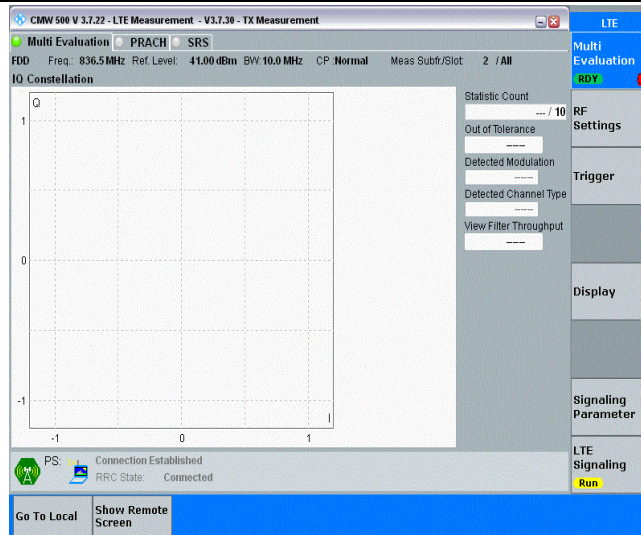 CMW 500 V 3.7.22 - LTE Measurement - V3.7.30 - TX Measurement
LTE
Multi Evaluation PRACH SRS
Multi
Evaluation
RDY
FDD Freq.: 836.5 MHz Ref. Level: 41.00 dBm BW: 10.0 MHz CP :Normal Meas Subfr./Slot: 2 / All
IQ Constellation
Q
1
0
-1
-1 0 1
I
Statistic Count
--- / 10
Out of Tolerance
---
Detected Modulation
---
Detected Channel Type
---
View Filter Throughput
---
RF
Settings
Trigger
Display
Signaling
Parameter
LTE
Signaling
Run
PS: Connection Established
RRC State: Connected
Go To Local
Show Remote
Screen